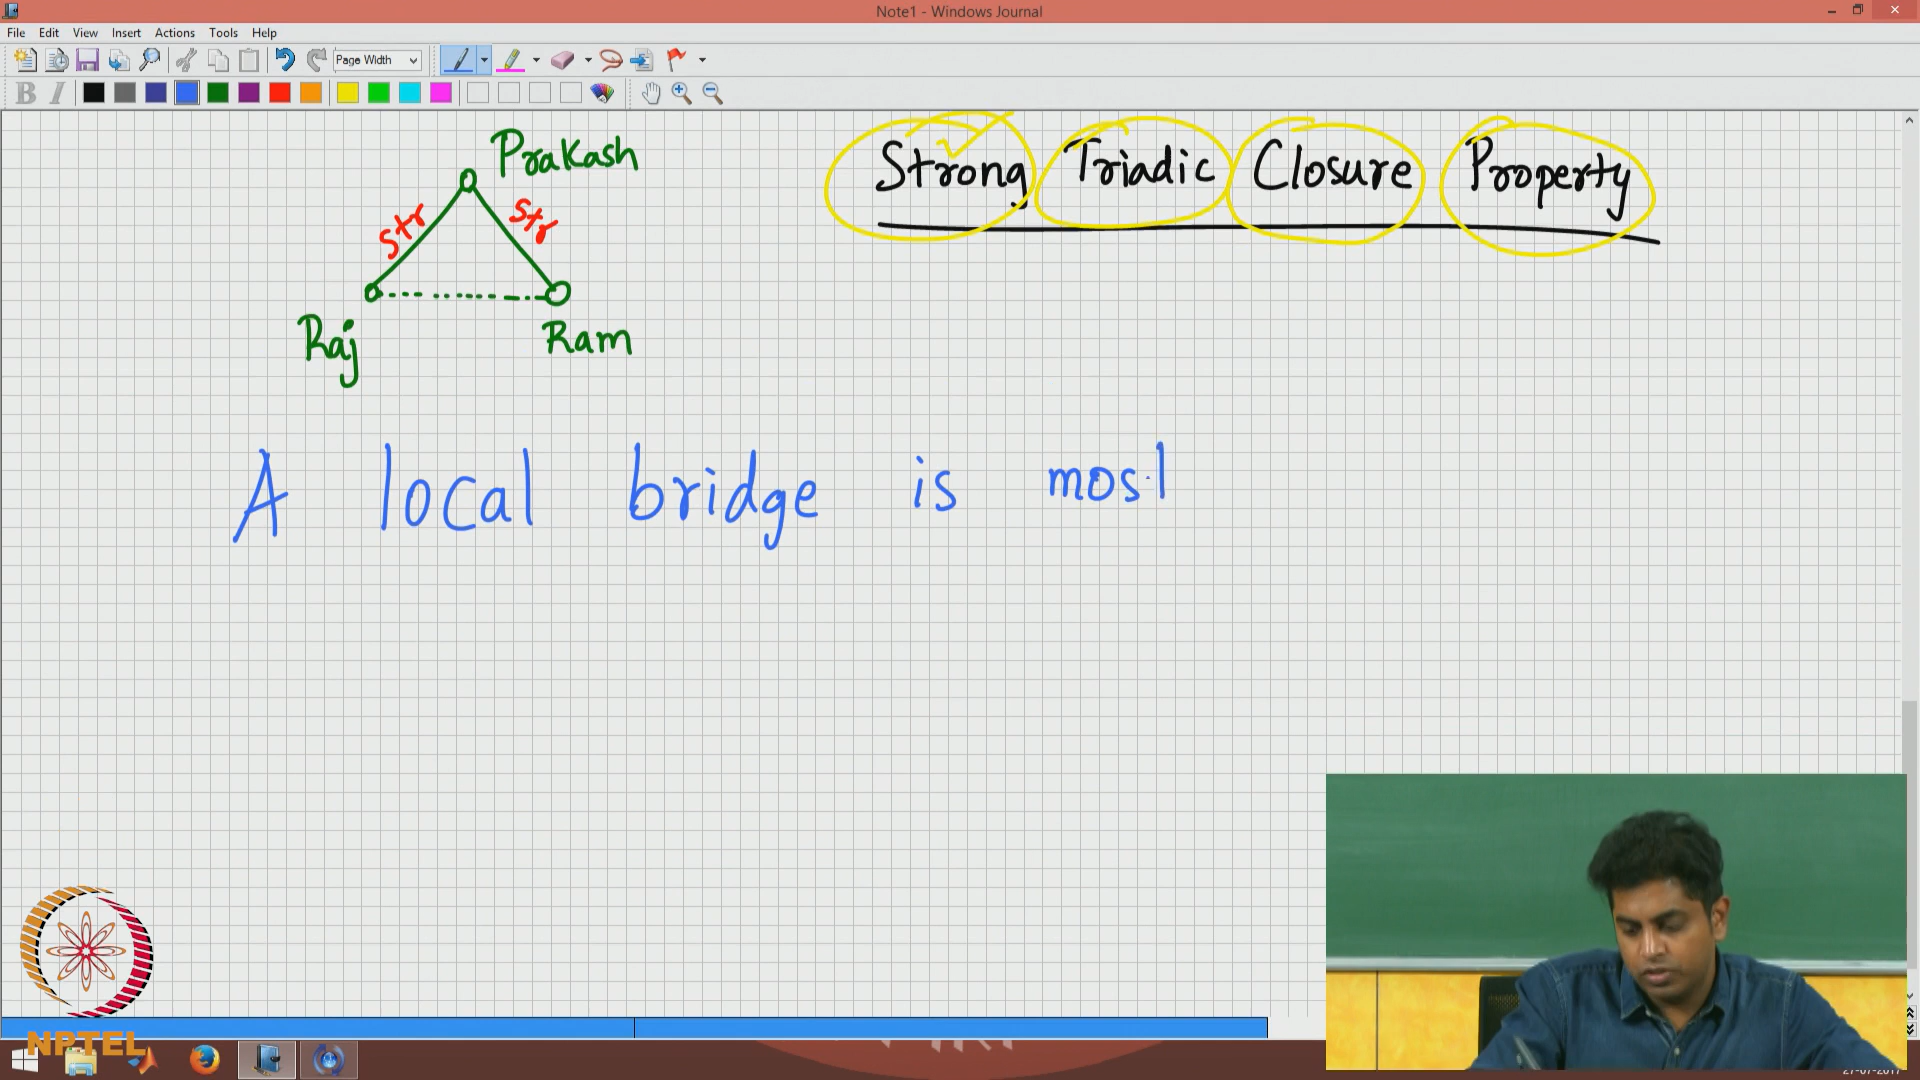 Note1 - Windows Journal
File Edit View Insert Actions Tools Help
Page Width
B I
Prakash
Strong Triadic Closure Property
str
str
Raj
Ram
A local bridge is most
NPTEL